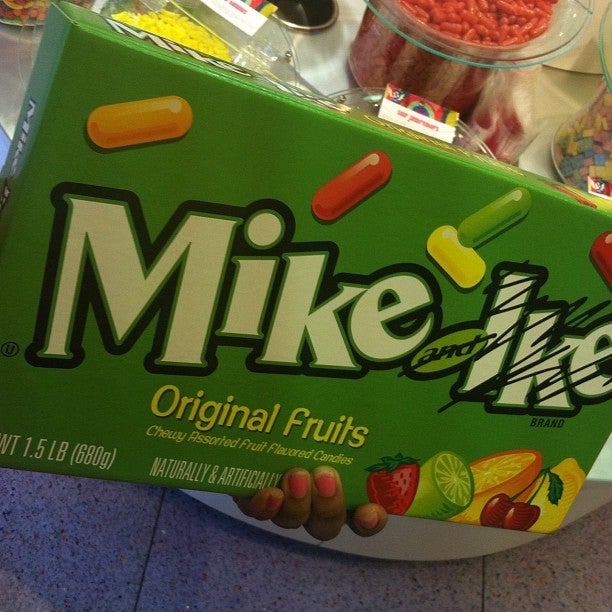 Mike and Ike
BRAND
Original Fruits
Chewy Assorted Fruit Flavored Candies
NT 1.5 LB (680g)
NATURALLY & ARTIFICIALLY
U